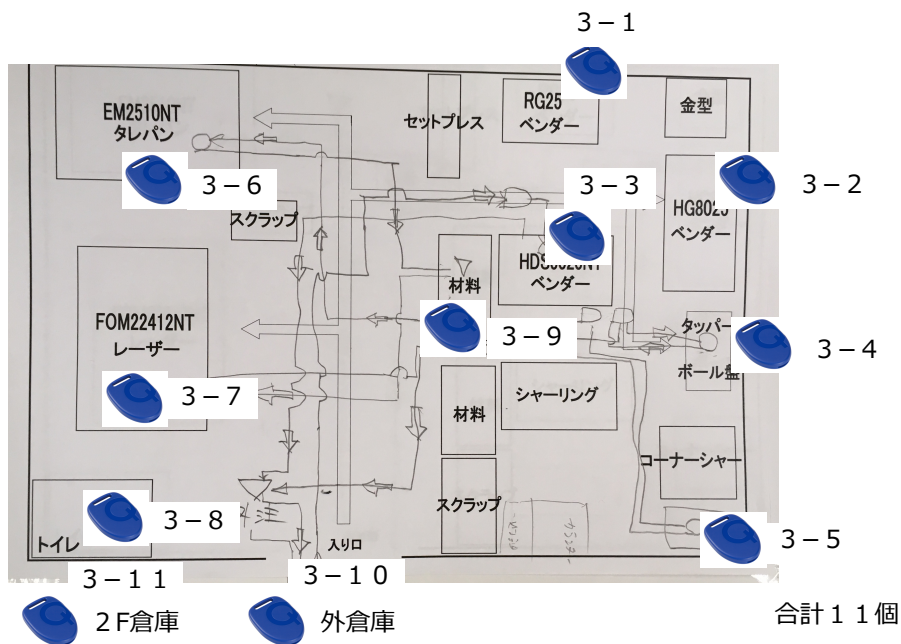 3－1
EM2510NT
タレパン
セットプレス
RG25
ベンダー
金型
3－6
3－3
3－2
スクラップ
HG8025
ベンダー
材料
ベンダー
FOM22412NT
レーザー
3－9
タッパー
3－4
ボール盤
3－7
材料
シャーリング
コーナーシャー
3－8
スクラップ
トイレ
入り口
3－5
3－11
3－10
2F倉庫
外倉庫
合計11個